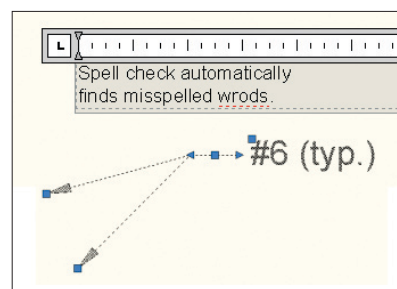 L
Spell check automatically
finds misspelled wrods.
#6 (typ.)